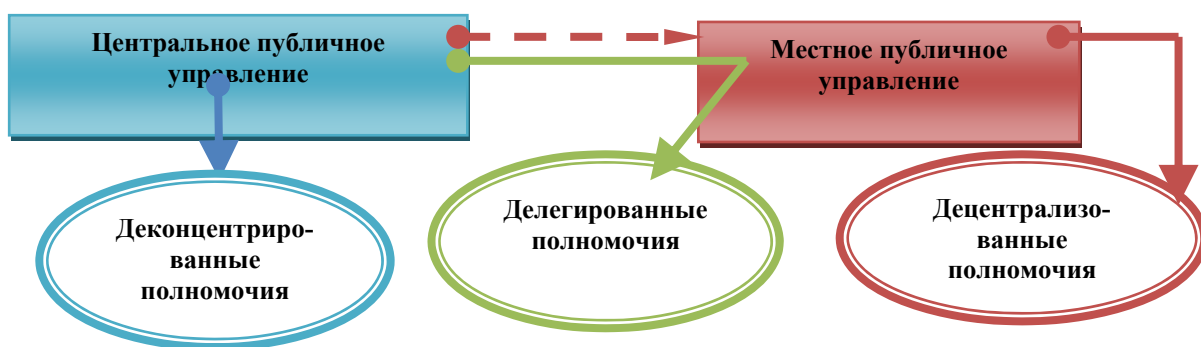 Центральное публичное
управление
Местное публичное
управление
Деконцентриро-
ванные
полномочия
Делегированные
полномочия
Децентрализо-
ванные
полномочия